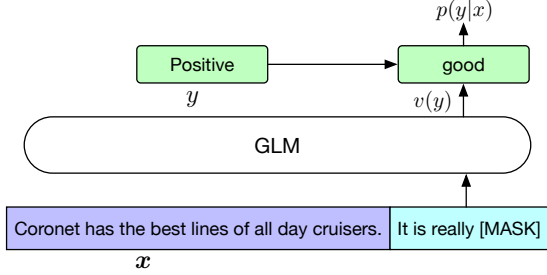 p(y|x)
Positive
good
y
v(y)
GLM
Coronet has the best lines of all day cruisers.
It is really [MASK]
x